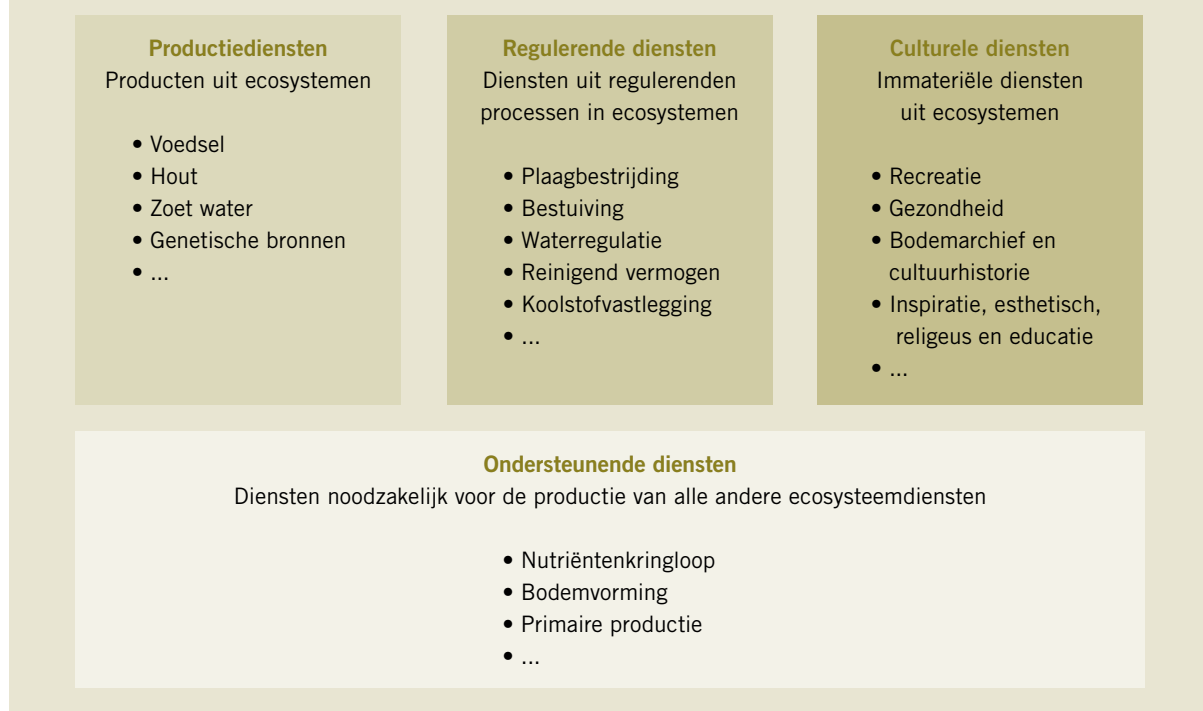 Productiediensten
Producten uit ecosystemen
• Voedsel
• Hout
• Zoet water
• Genetische bronnen
• ...
Regulerende diensten
Diensten uit regulerenden
processen in ecosystemen
• Plaagbestrijding
• Bestuiving
• Waterregulatie
• Reinigend vermogen
• Koolstofvastlegging
• ...
Culturele diensten
Immateriële diensten
uit ecosystemen
• Recreatie
• Gezondheid
• Bodemarchief en
cultuurhistorie
• Inspiratie, esthetisch,
religeus en educatie
• ...
Ondersteunende diensten
Diensten noodzakelijk voor de productie van alle andere ecosysteemdiensten
• Nutriëntenkringloop
• Bodemvorming
• Primaire productie
• ...